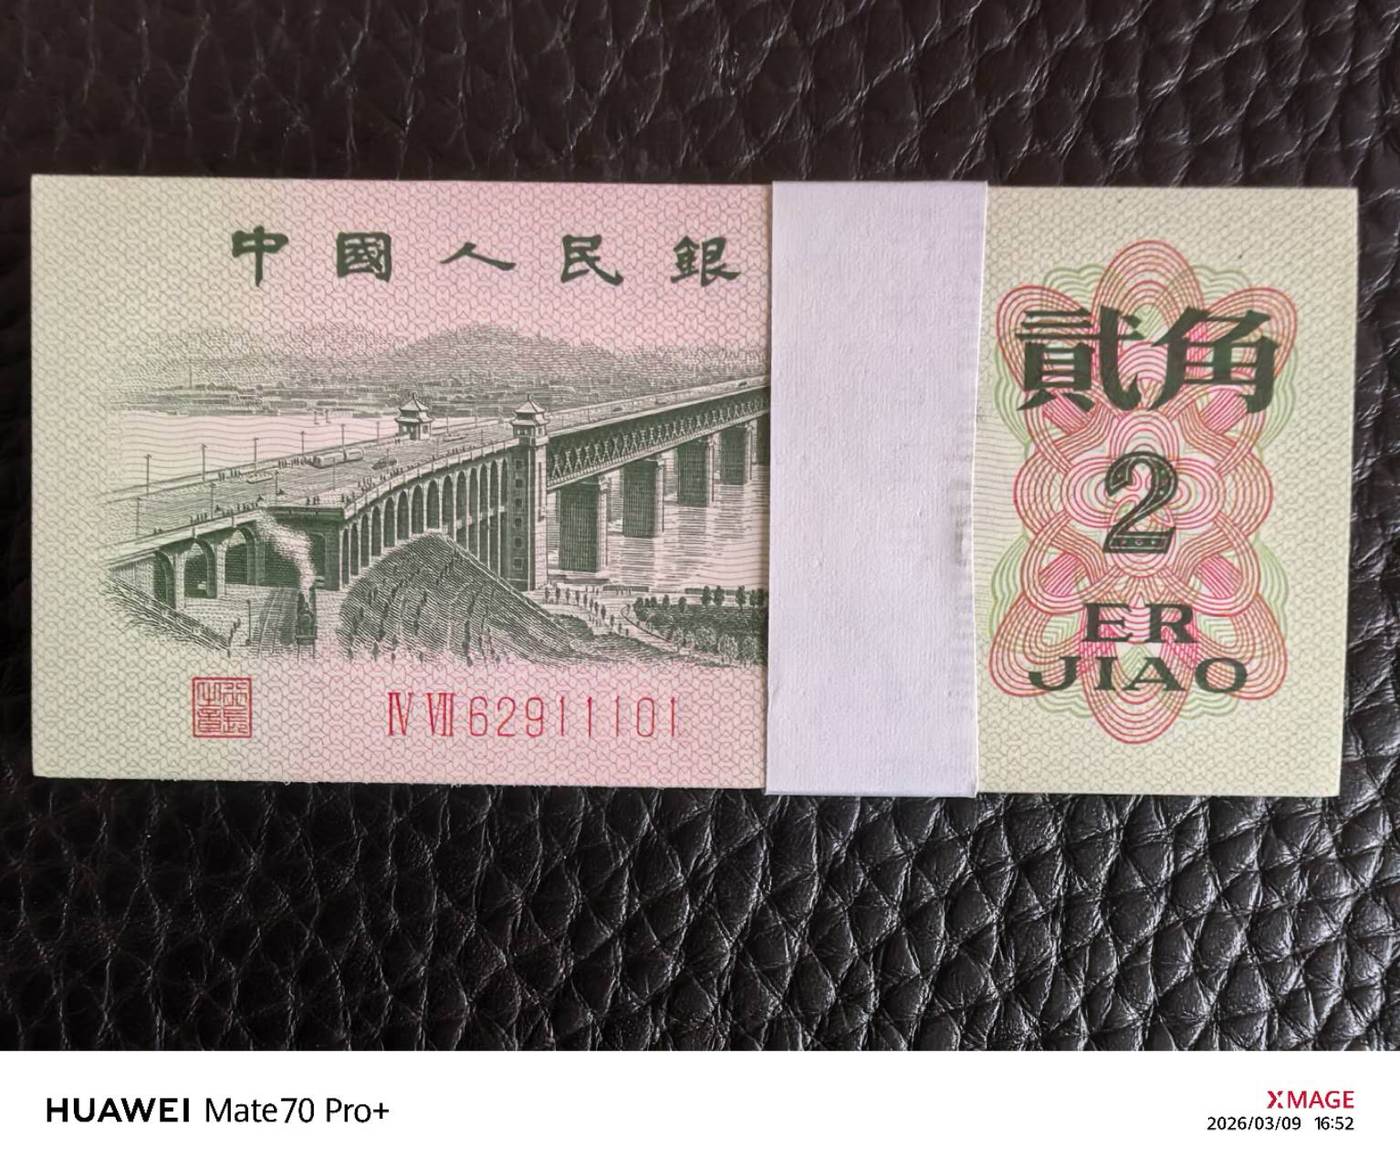 中國人民銀
貳角
2
ER
JIAO
Ⅳ Ⅶ 62911101
HUAWEI Mate70 Pro+
XMAGE
2026/03/09 16:52